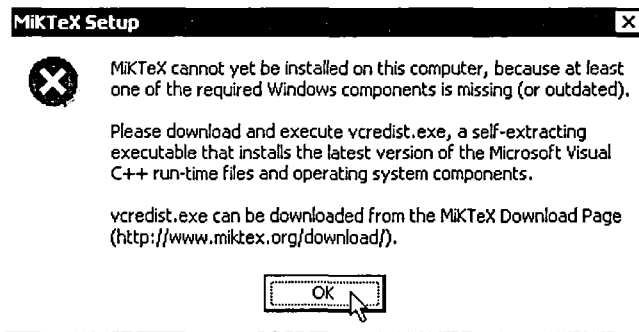 MiKTeX Setup
MiKTeX cannot yet be installed on this computer, because at least
one of the required Windows components is missing (or outdated).
Please download and execute vcredist.exe, a self-extracting
executable that installs the latest version of the Microsoft Visual
C++ run-time files and operating system components.
vcredist.exe can be downloaded from the MiKTeX Download Page
(http://www.miktex.org/download/).
OK